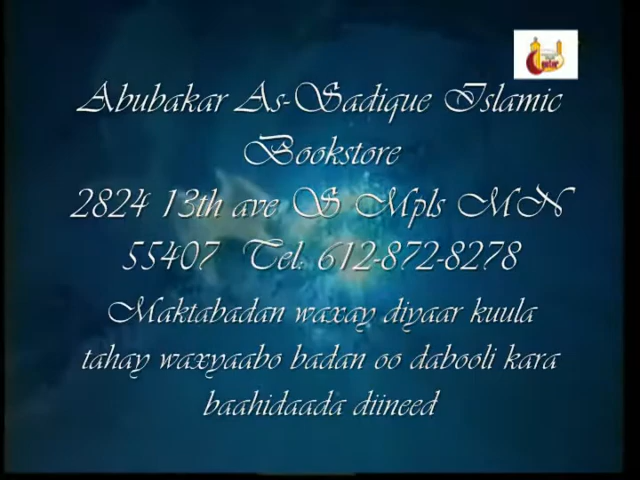 Abubakar As-Sadique Islamic
Bookstore
2824 13th ave S Mpls MN
55407 Tel: 612-872-8278
Maktabadan waxay diyaar kuula
tahay waxyaabo badan oo dabooli kara
baahidaada diineed